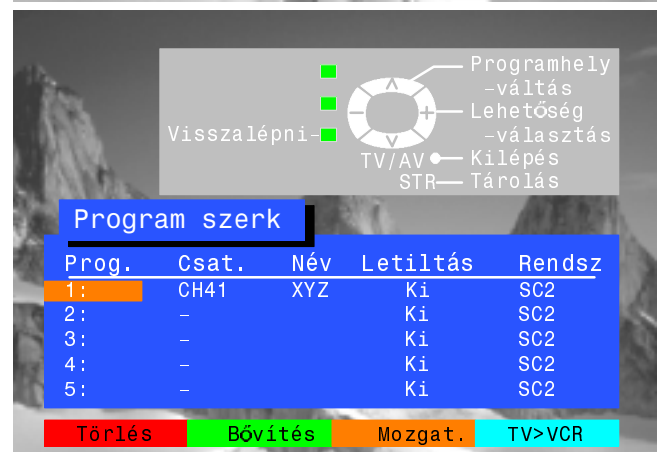 Programhely
-váltás
Lehetőség
Visszalépni-
-választás
TV/AV Kilépés
STR Tárolás
Program szerk
Prog. Csat. Név Letiltás Rendsz
1: CH41 XYZ Ki SC2
2: - Ki SC2
3: - Ki SC2
4: - Ki SC2
5: - Ki SC2
Törlés Bővítés Mozgat. TV>VCR